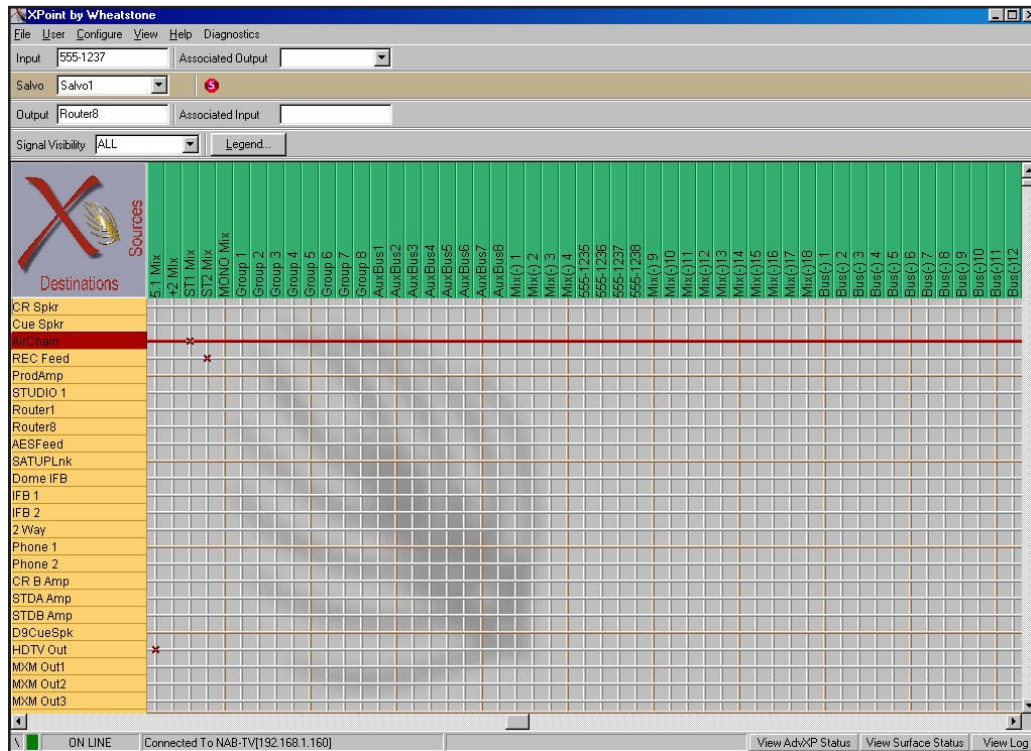 XPoint by Wheatstone
File User Configure View Help Diagnostics
Input 555-1237 Associated Output
Salvo Salvo1 S
Output Router8 Associated Input
Signal Visibility ALL Legend...
Sources
Destinations
5.1 Mix
+2 MIx
ST1 Mix
ST2 Mix
MONO Mix
Group 1
Group 2
Group 3
Group 4
Group 5
Group 6
Group 7
Group 8
AuxBus1
AuxBus2
AuxBus3
AuxBus4
AuxBus5
AuxBus6
AuxBus7
AuxBus8
Mix(-) 1
Mix(-) 2
Mix(-) 3
Mix(-) 4
555-1235
555-1236
555-1237
555-1238
Mix(-) 9
Mix(-)10
Mix(-)11
Mix(-)12
Mix(-)13
Mix(-)14
Mix(-)15
Mix(-)16
Mix(-)17
Mix(-)18
Bus(-) 1
Bus(-) 2
Bus(-) 3
Bus(-) 4
Bus(-) 5
Bus(-) 6
Bus(-) 7
Bus(-) 8
Bus(-) 9
Bus(-)10
Bus(-)11
Bus(-)12
CR Spkr
Cue Spkr
AirChain
REC Feed
ProdAmp
STUDIO 1
Router1
Router8
AESFeed
SATUPLnk
Dome IFB
IFB 1
IFB 2
2 Way
Phone 1
Phone 2
CR B Amp
STDA Amp
STDB Amp
D9CueSpk
HDTV Out
MXM Out1
MXM Out2
MXM Out3
\ ON LINE Connected To NAB-TV[192.168.1.160] View AdvXP Status View Surface Status View Log